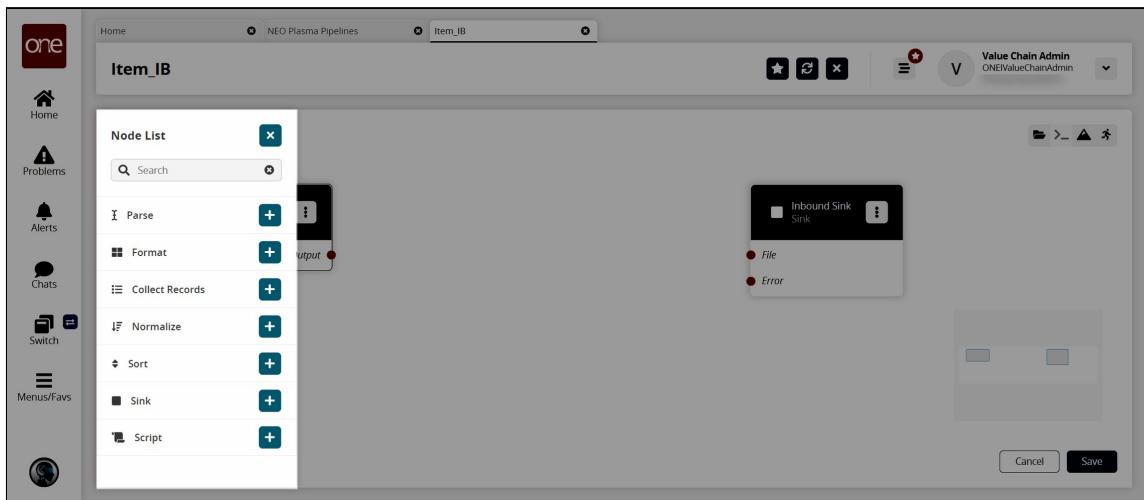 one
Home
NEO Plasma Pipelines
Item_IB
Item_IB
Value Chain Admin
V
ONEIValueChainAdmin
Home
Problems
Alerts
Chats
Switch
Menus/Favs
Node List
Search
Parse
Format
Collect Records
Normalize
Sort
Sink
Script
utput
Inbound Sink
Sink
File
Error
Cancel
Save